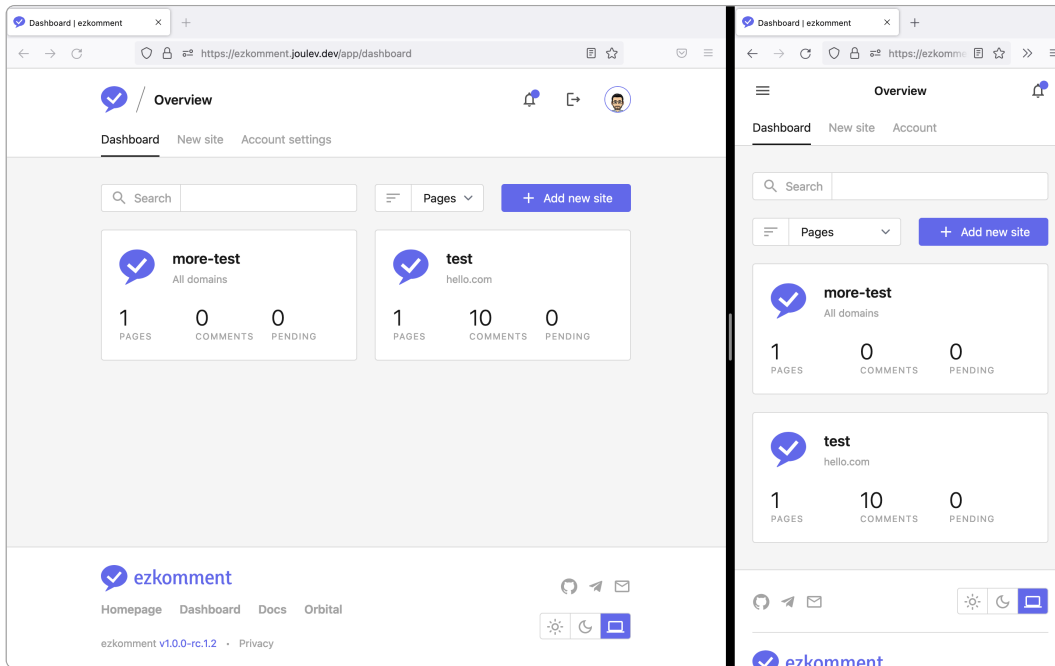 Dashboard | ezkomment
https://ezkomment.joulev.dev/app/dashboard
Overview
Dashboard New site Account settings
Search
Pages
Add new site
more-test
All domains
1 0 0
PAGES COMMENTS PENDING
test
hello.com
1 10 0
PAGES COMMENTS PENDING
ezkomment
Homepage Dashboard Docs Orbital
ezkomment v1.0.0-rc.1.2 · Privacy
Dashboard | ezkomment
https://ezkomme
Overview
Dashboard New site Account
Search
Pages
Add new site
more-test
All domains
1 0 0
PAGES COMMENTS PENDING
test
hello.com
1 10 0
PAGES COMMENTS PENDING
ezkomment